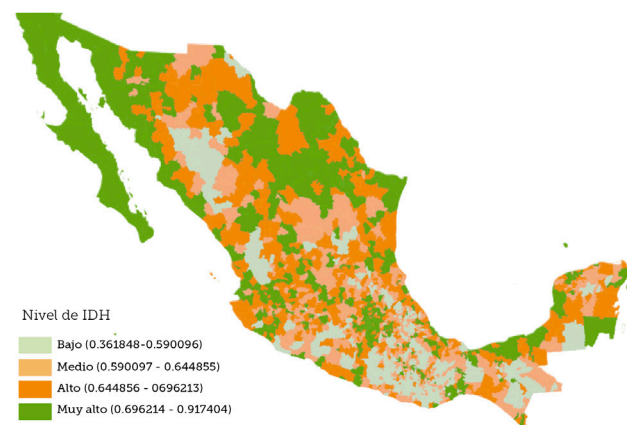 Nivel de IDH
Bajo (0.361848-0.590096)
Medio (0.590097 - 0.644855)
Alto (0.644856 - 0696213)
Muy alto (0.696214 - 0.917404)